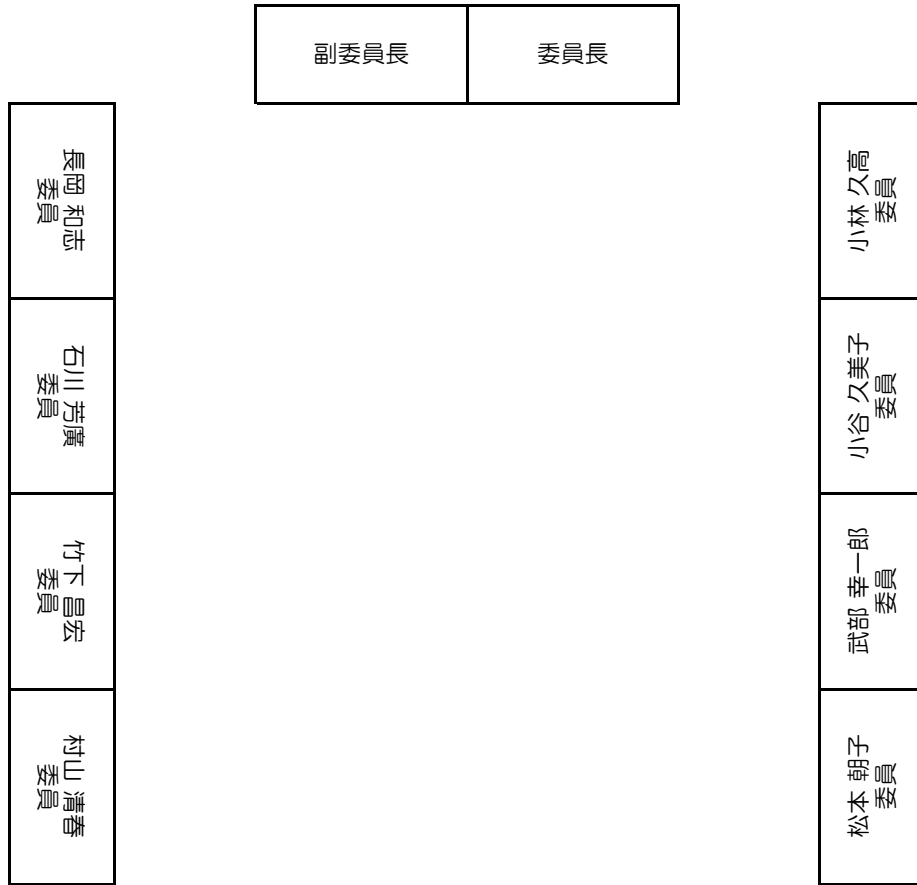 副委員長
委員長
長岡 和志
委員
石川 芳廣
委員
竹下 昌宏
委員
村山 清春
委員
小林 久高
委員
小谷 久美子
委員
武部 幸一郎
委員
松本 朝子
委員